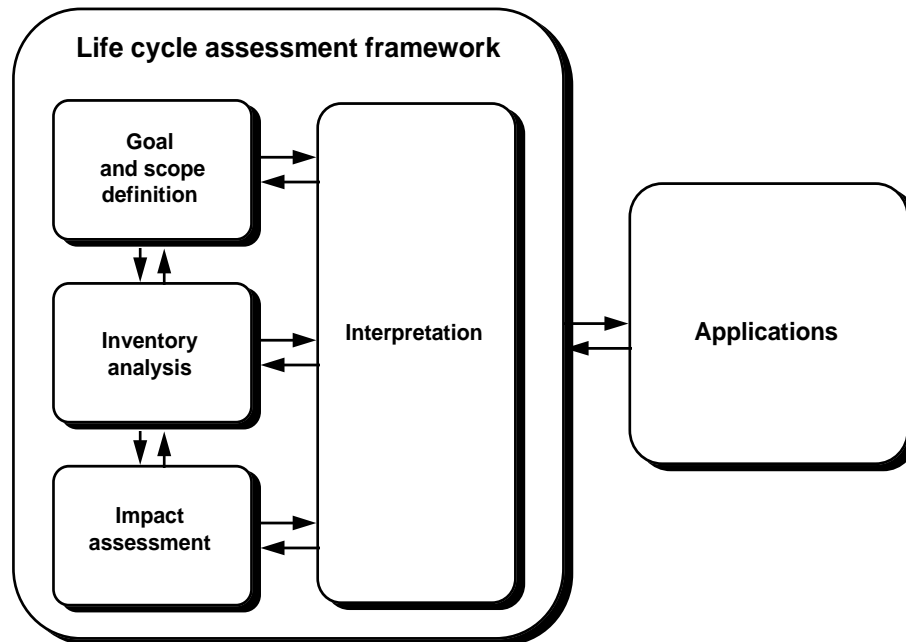 Life cycle assessment framework
Goal
and scope
definition
Inventory
analysis
Impact
assessment
Interpretation
Applications